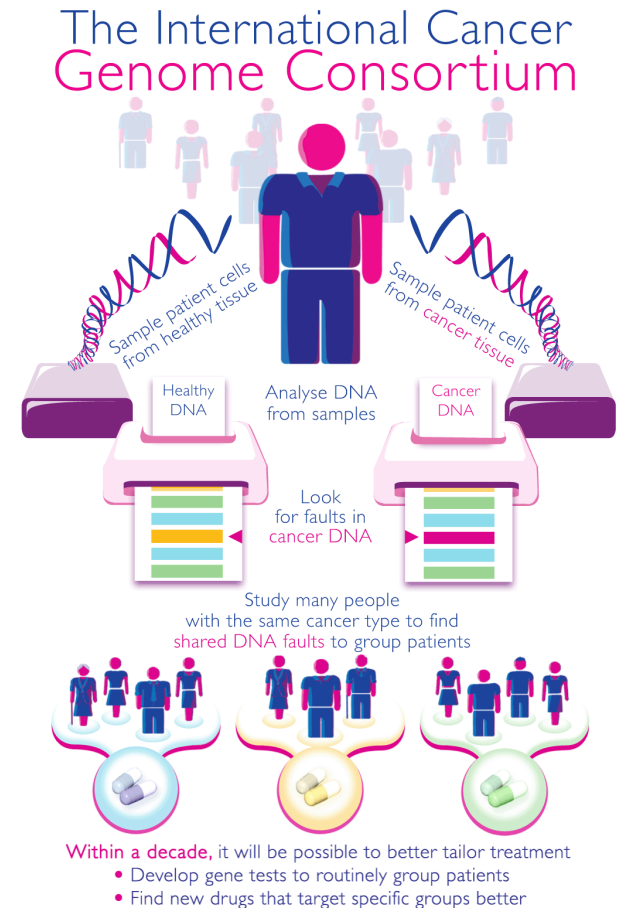 The International Cancer
Genome Consortium
Sample patient cells
from healthy tissue
Sample patient cells
from cancer tissue
Healthy
DNA
Analyse DNA
from samples
Cancer
DNA
Look
for faults in
cancer DNA
Study many people
with the same cancer type to find
shared DNA faults to group patients
Within a decade, it will be possible to better tailor treatment
• Develop gene tests to routinely group patients
• Find new drugs that target specific groups better